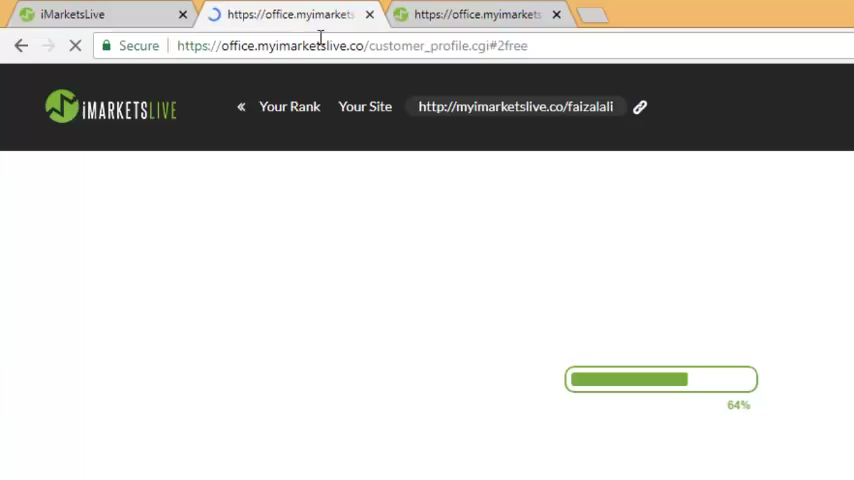 iMarketsLive
https://office.myimarkets
https://office.myimarkets
Secure https://office.myimarketslive.co/customer_profile.cgi#2free
iMARKETSLIVE « Your Rank Your Site http://myimarketslive.co/faizalali
64%